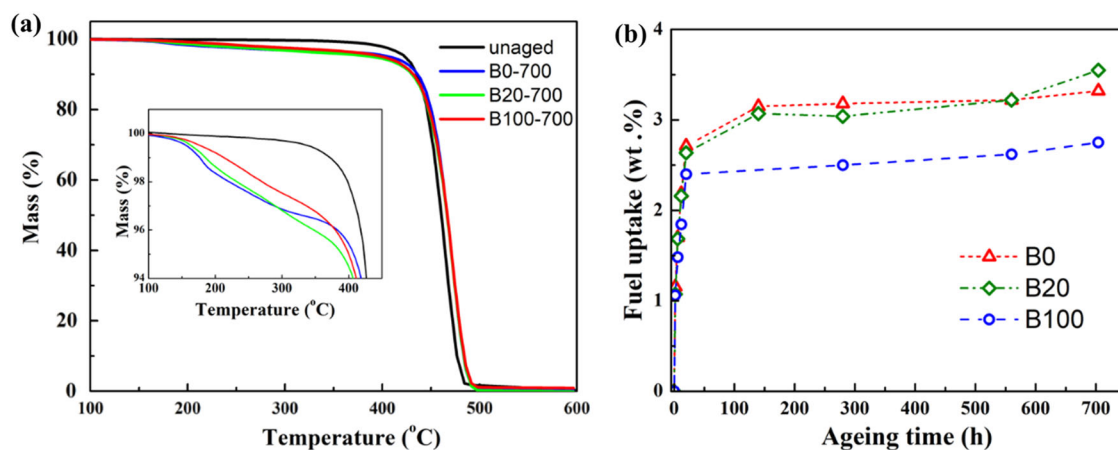 (a)
100
80
60
40
20
0
Mass (%)
unaged
B0-700
B20-700
B100-700
100
98
96
94
Mass (%)
100 200 300 400
Temperature (°C)
100 200 300 400 500 600
Temperature (°C)
(b)
4
3
2
1
0
Fuel uptake (wt .%)
B0
B20
B100
0 100 200 300 400 500 600 700
Ageing time (h)